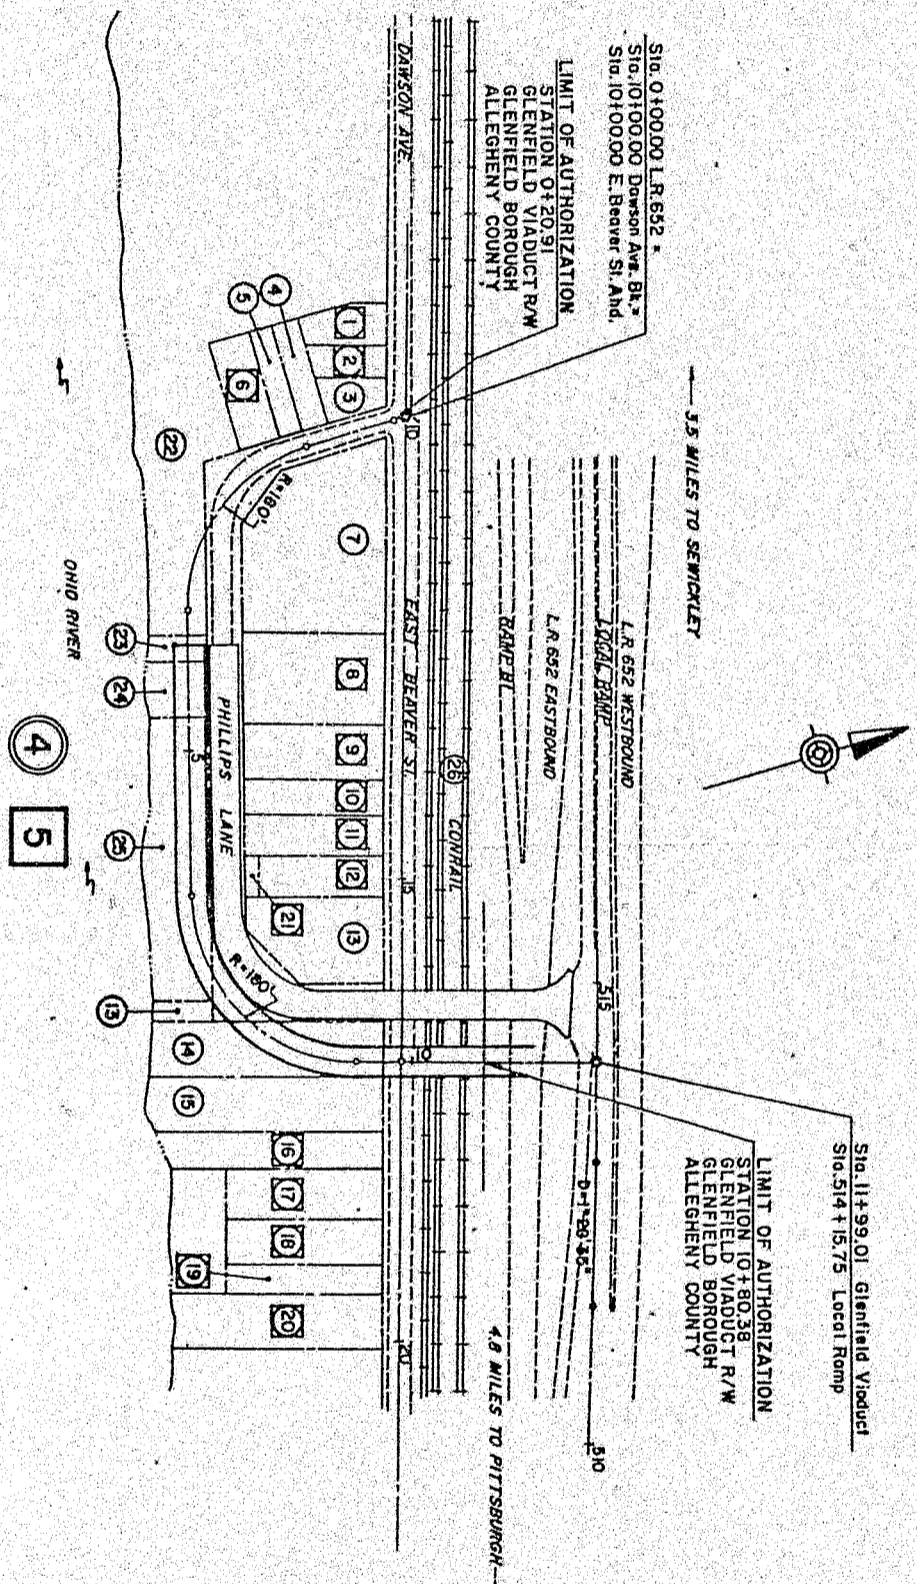 Sta. 0+00.00 L.R. 652 =
Sta. 10+00.00 Dawson Ave. Bk. =
Sta. 10+00.00 E. Beaver St. Ahd.
LIMIT OF AUTHORIZATION
STATION 0+20.91
GLENFIELD VIADUCT R/W
GLENFIELD BOROUGH
ALLEGHENY COUNTY
3.5 MILES TO SEWICKLEY
Sta. 11+99.01 Glenfield Viaduct
Sta. 514+15.75 Local Ramp
LIMIT OF AUTHORIZATION
STATION 10+80.38
GLENFIELD VIADUCT R/W
GLENFIELD BOROUGH
ALLEGHENY COUNTY
L.R. 652 WESTBOUND
LOCAL RAMP
515
510
L.R. 652 EASTBOUND
4.8 MILES TO PITTSBURGH
CONRAIL
26
DAWSON AVE.
10
EAST BEAVER ST.
15
10
20
1
2
3
4
5
6
7
8
9
10
11
12
13
21
R=180'
R=180'
PHILLIPS LANE
5
16
17
18
19
20
22
23
24
25
13
14
15
OHIO RIVER
4
5